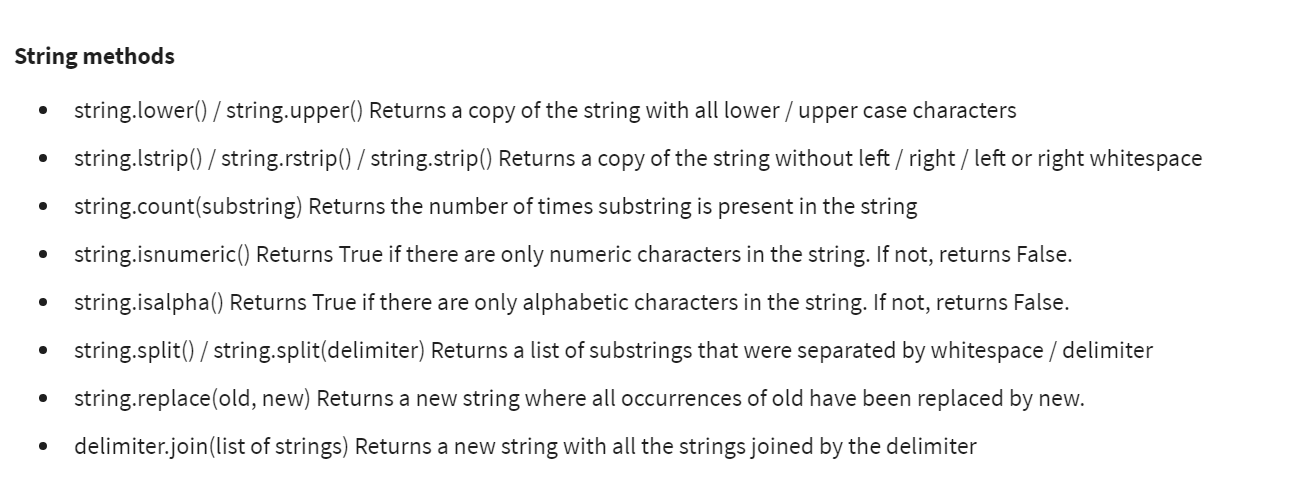 String methods
• string.lower() / string.upper() Returns a copy of the string with all lower / upper case characters
• string.lstrip() / string.rstrip() / string.strip() Returns a copy of the string without left / right / left or right whitespace
• string.count(substring) Returns the number of times substring is present in the string
• string.isnumeric() Returns True if there are only numeric characters in the string. If not, returns False.
• string.isalpha() Returns True if there are only alphabetic characters in the string. If not, returns False.
• string.split() / string.split(delimiter) Returns a list of substrings that were separated by whitespace / delimiter
• string.replace(old, new) Returns a new string where all occurrences of old have been replaced by new.
• delimiter.join(list of strings) Returns a new string with all the strings joined by the delimiter